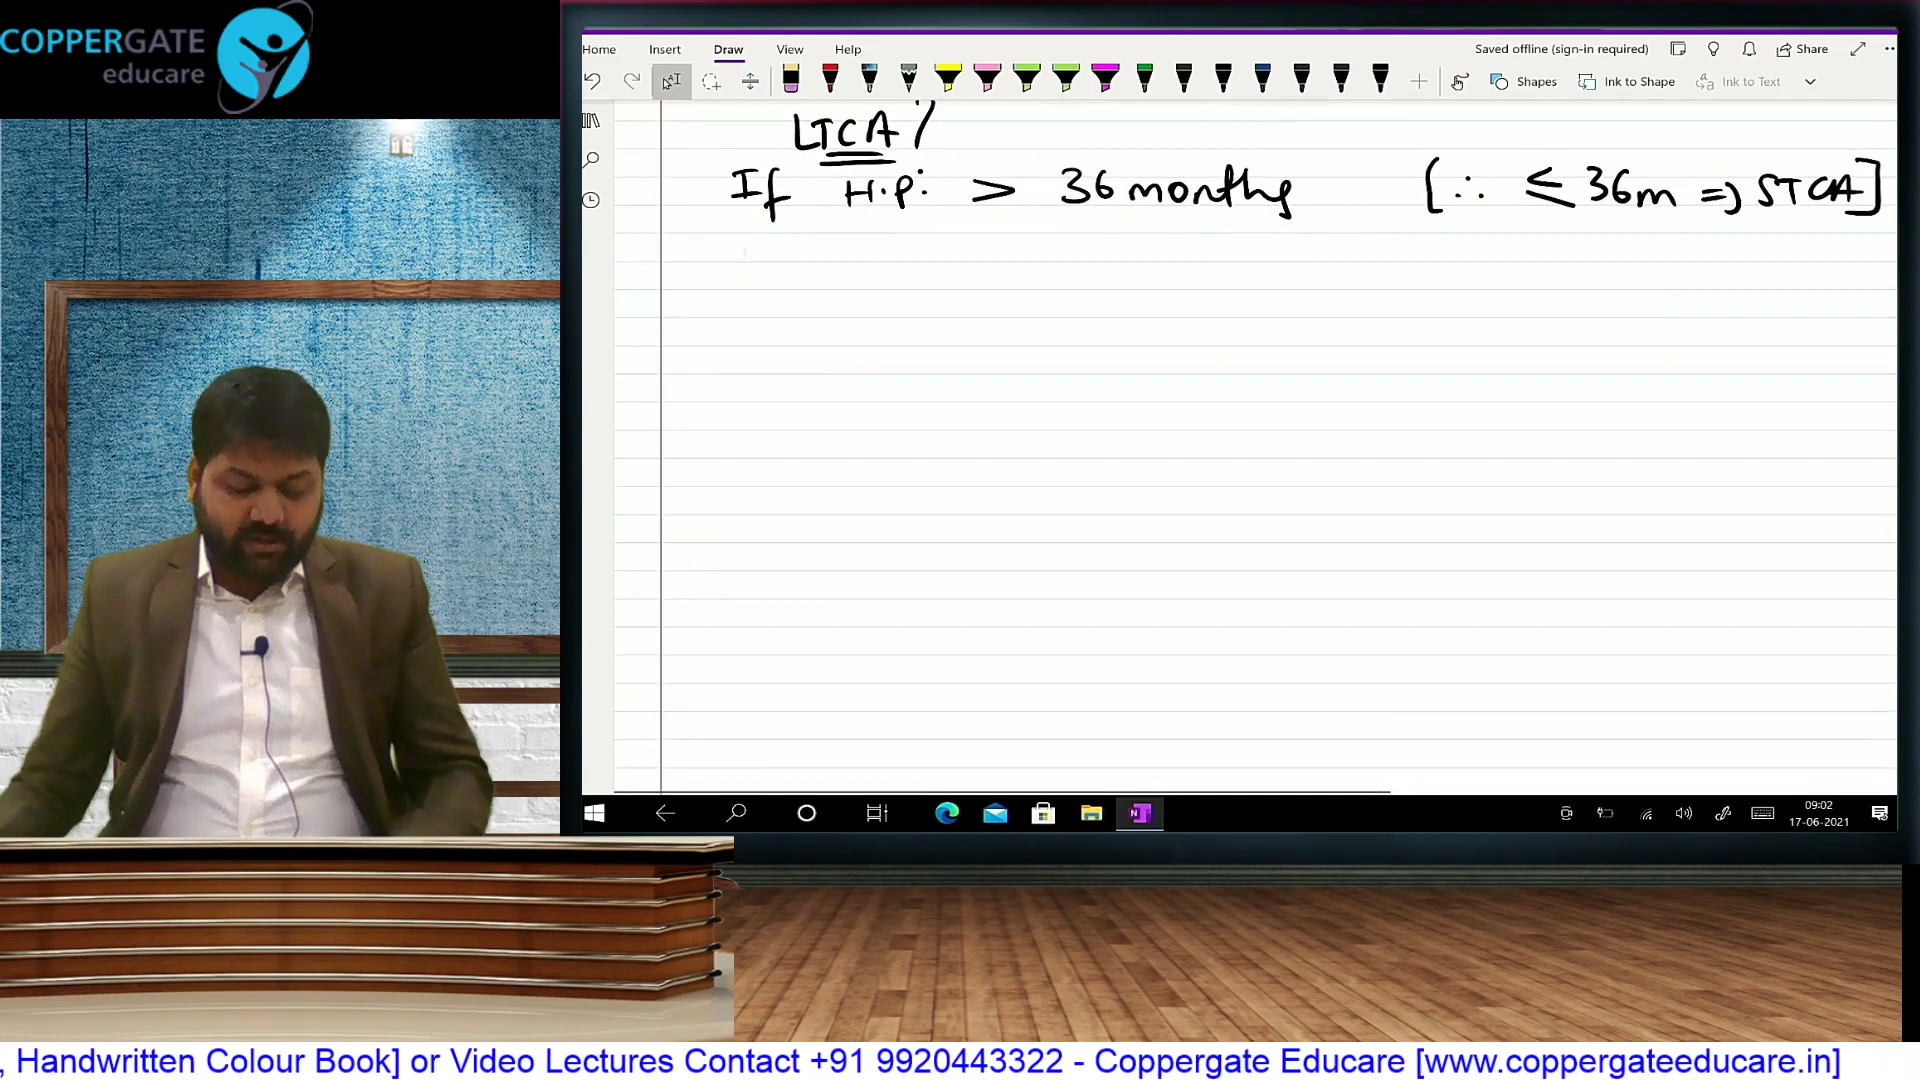 COPPERGATE
educare
Home Insert Draw View Help
Saved offline (sign-in required) Share
Shapes Ink to Shape Ink to Text
LTCA?
If H.P. > 36 months [∴ ≤ 36m => STCA]
09:02
17-06-2021
, Handwritten Colour Book] or Video Lectures Contact +91 9920443322 - Coppergate Educare [www.coppergateeducare.in]